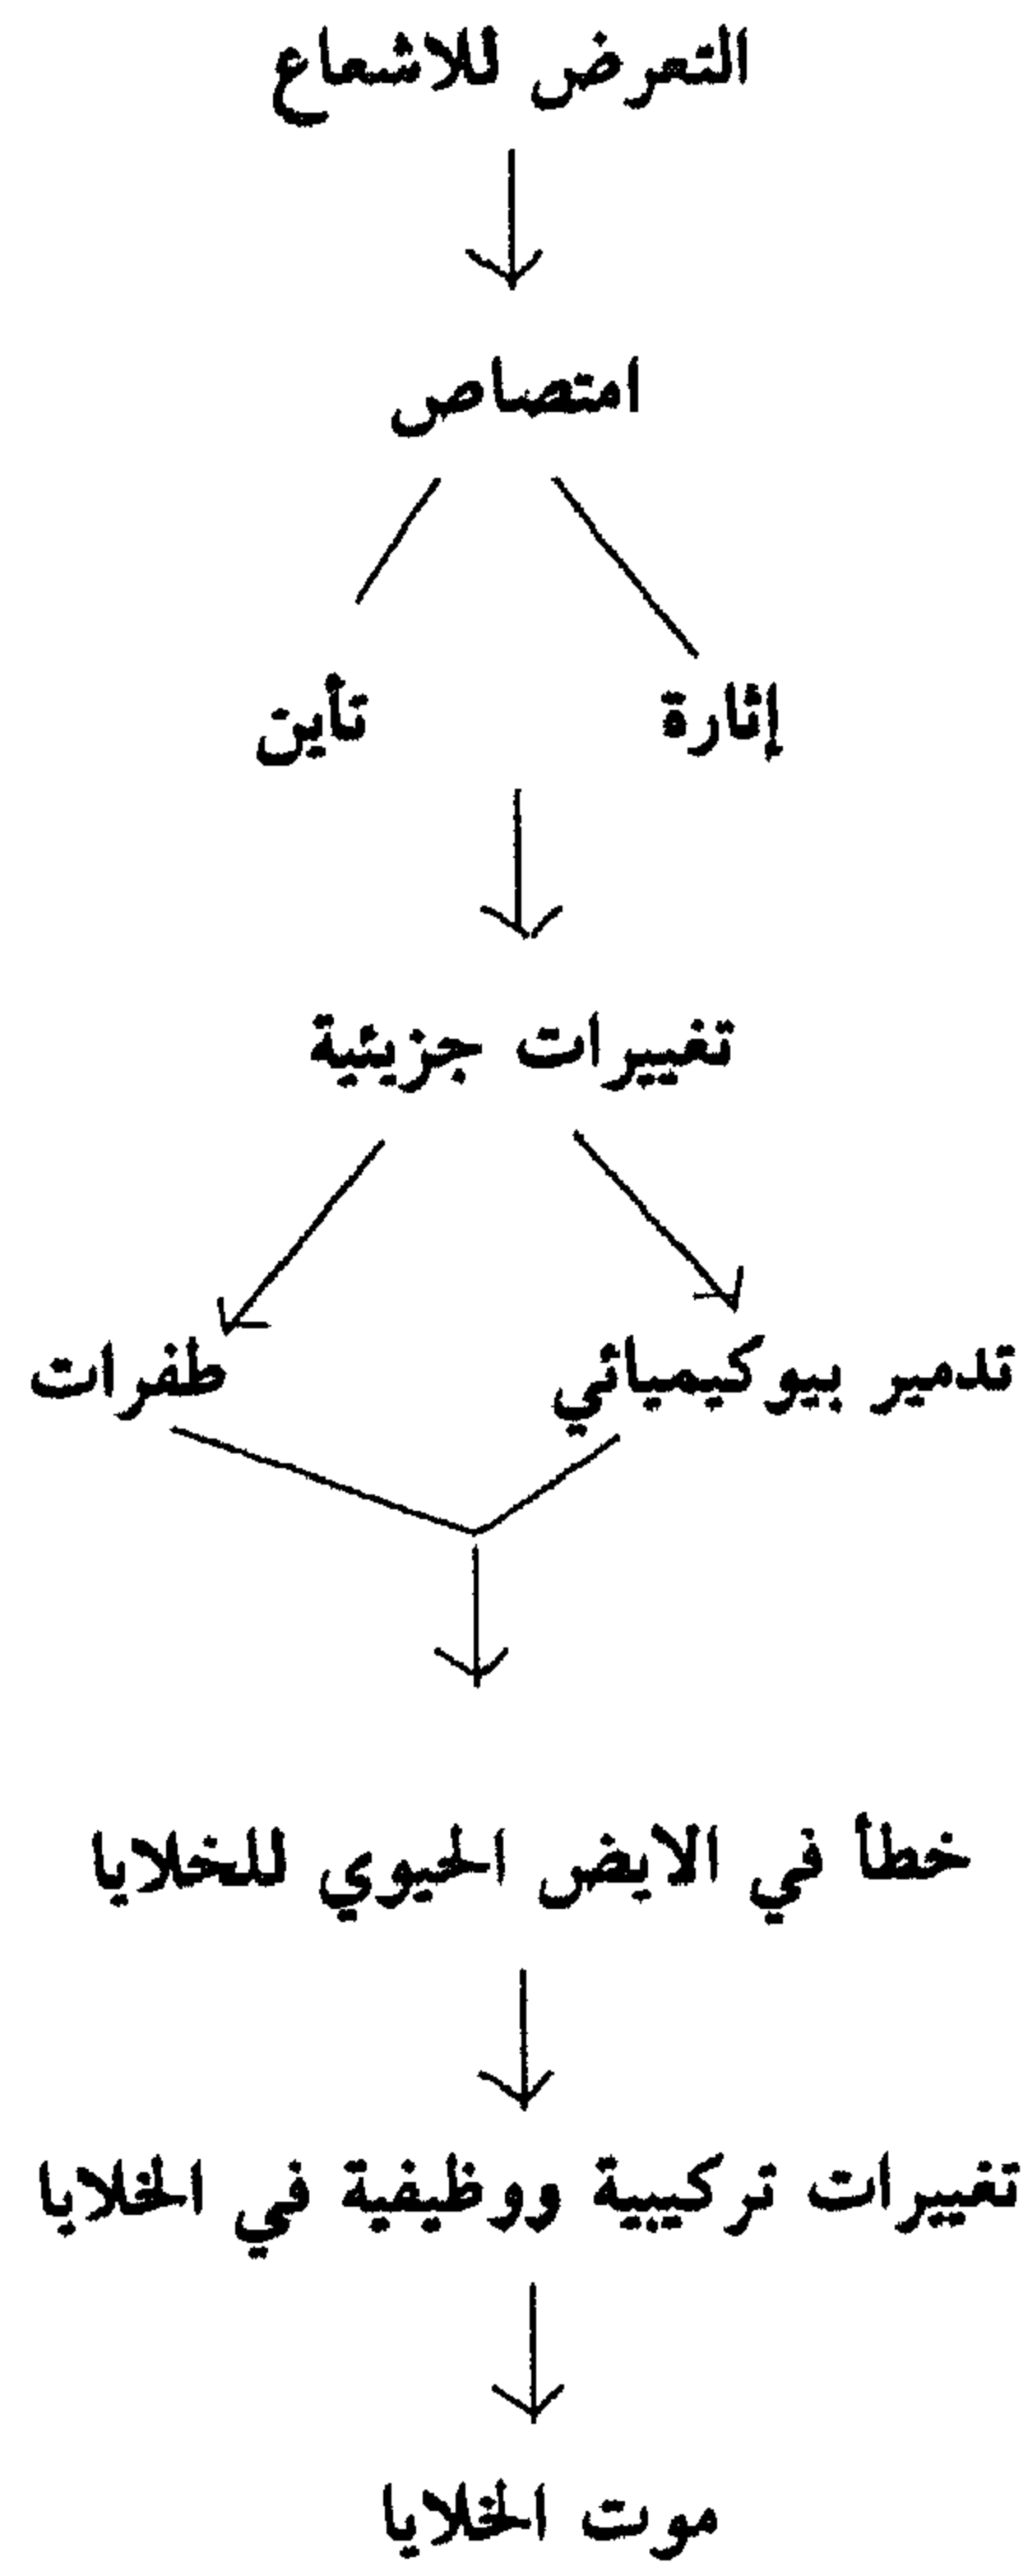 التعرض للاشعاع
امتصاص
إثارة تأين
تغييرات جزيئية
تدمير بيوكيميائي طفرات
خطأ في الايض الحيوي للخلايا
تغييرات تركيبية ووظيفية في الخلايا
موت الخلايا